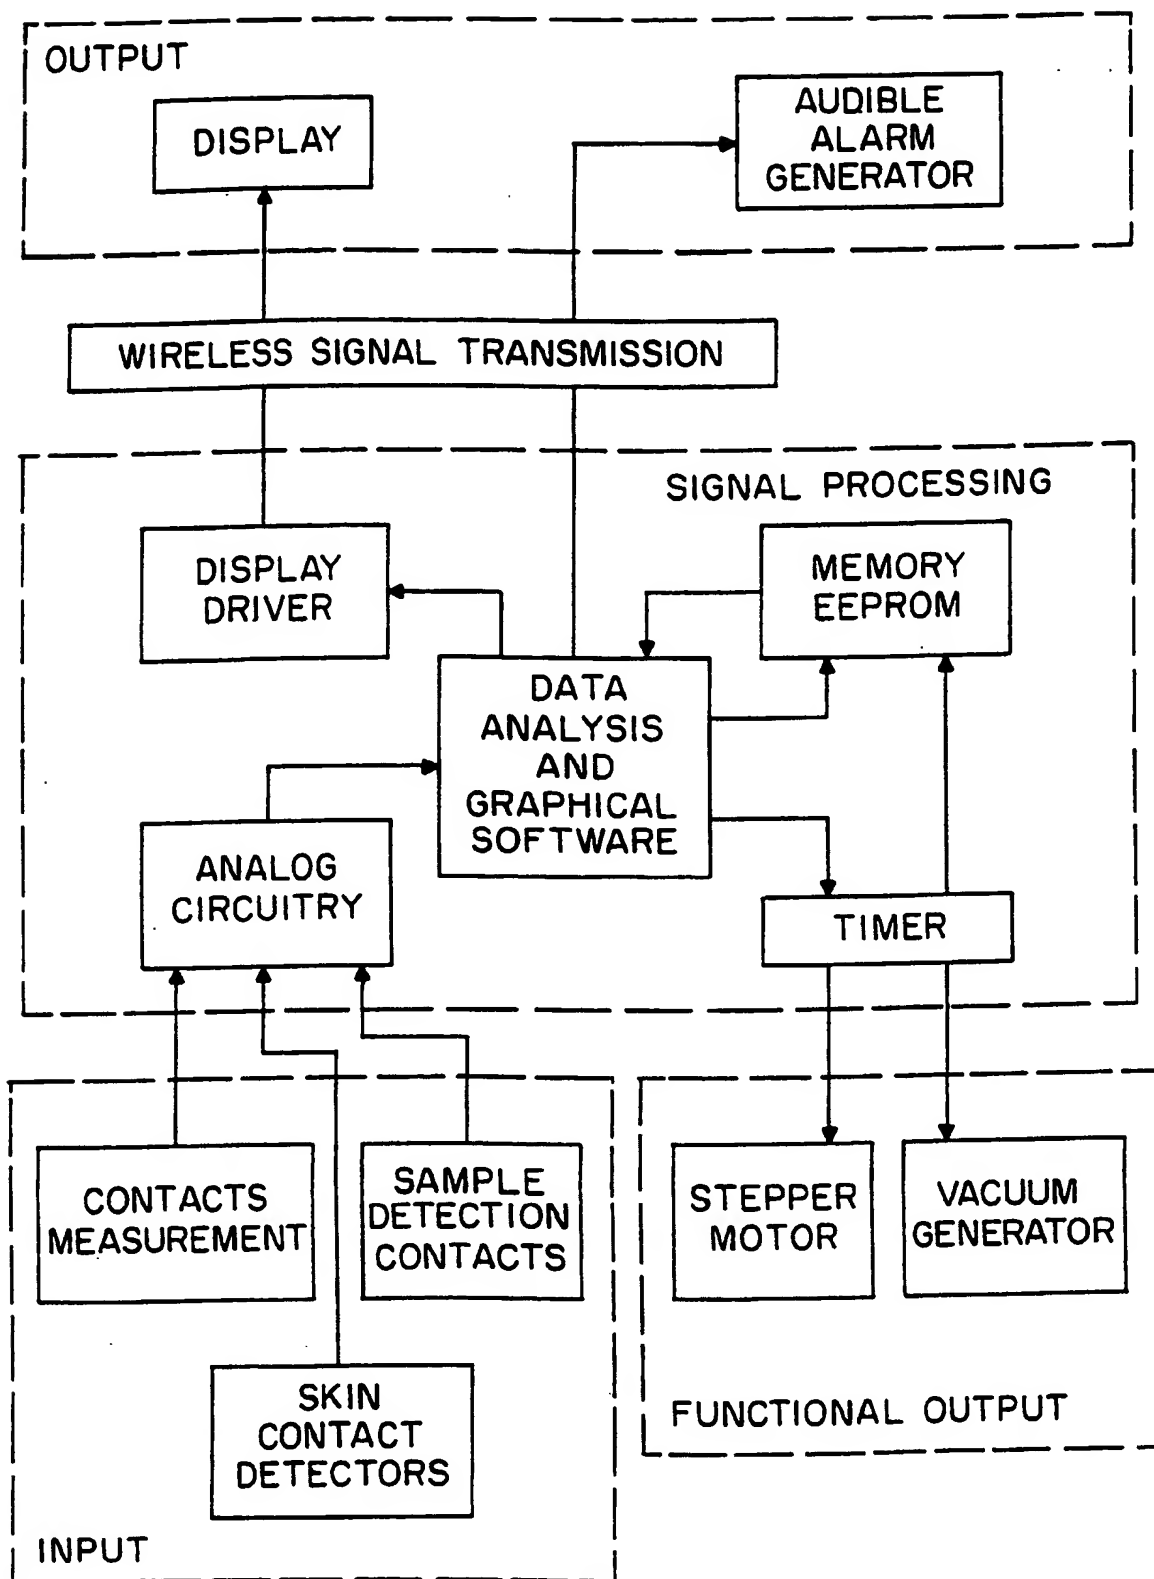 OUTPUT
DISPLAY
AUDIBLE
ALARM
GENERATOR
WIRELESS SIGNAL TRANSMISSION
SIGNAL PROCESSING
DISPLAY
DRIVER
MEMORY
EEPROM
DATA
ANALYSIS
AND
GRAPHICAL
SOFTWARE
ANALOG
CIRCUITRY
TIMER
CONTACTS
MEASUREMENT
SAMPLE
DETECTION
CONTACTS
STEPPER
MOTOR
VACUUM
GENERATOR
SKIN
CONTACT
DETECTORS
FUNCTIONAL OUTPUT
INPUT